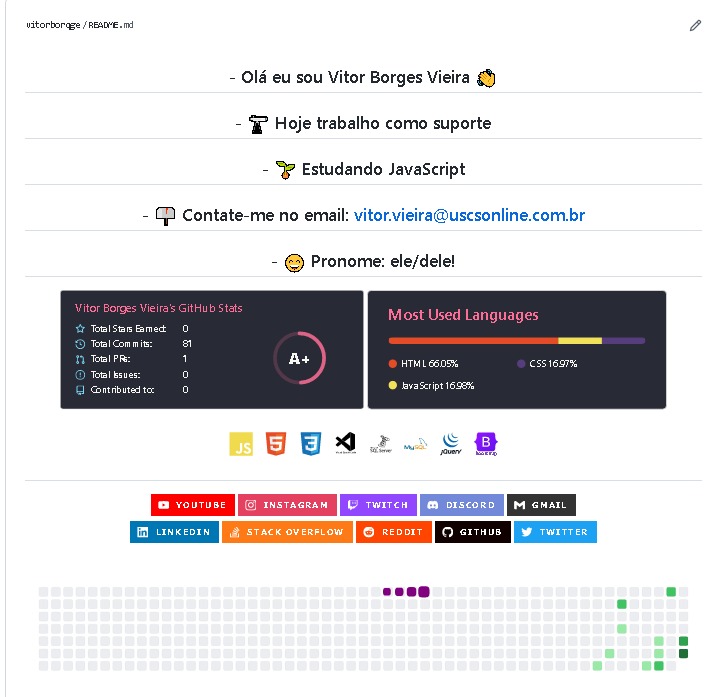 vitorborqge/README.md
- Olá eu sou Vitor Borges Vieira 👏
- Hoje trabalho como suporte
- 🌱 Estudando JavaScript
- 📫 Contate-me no email: vitor.vieira@uscsonline.com.br
- 😄 Pronome: ele/dele!
Vitor Borges Vieira's GitHub Stats
Total Stars Earned: 0
Total Commits: 81
Total PRs: 1
Total Issues: 0
Contributed to: 0
A+
Most Used Languages
HTML 66.05% CSS 16.97%
JavaScript 16.98%
JS 5 3 SQL Server MySQL jQuery B
YOUTUBE INSTAGRAM TWITCH DISCORD GMAIL
LINKEDIN STACK OVERFLOW REDDIT GITHUB TWITTER